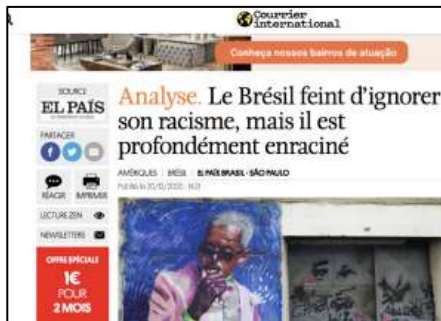 Courrier
international
Conheça nossos bairros de atuação
SOURCE
EL PAÍS
PARTAGER
RÉAGIR
IMPRIMER
LECTURE ZEN
NEWSLETTERS
OFFRE SPÉCIALE
1€
POUR
2 MOIS
Analyse. Le Brésil feint d'ignorer
son racisme, mais il est
profondément enraciné
AMÉRIQUES | BRÉSIL | EL PAÍS BRASIL - SÃO PAULO